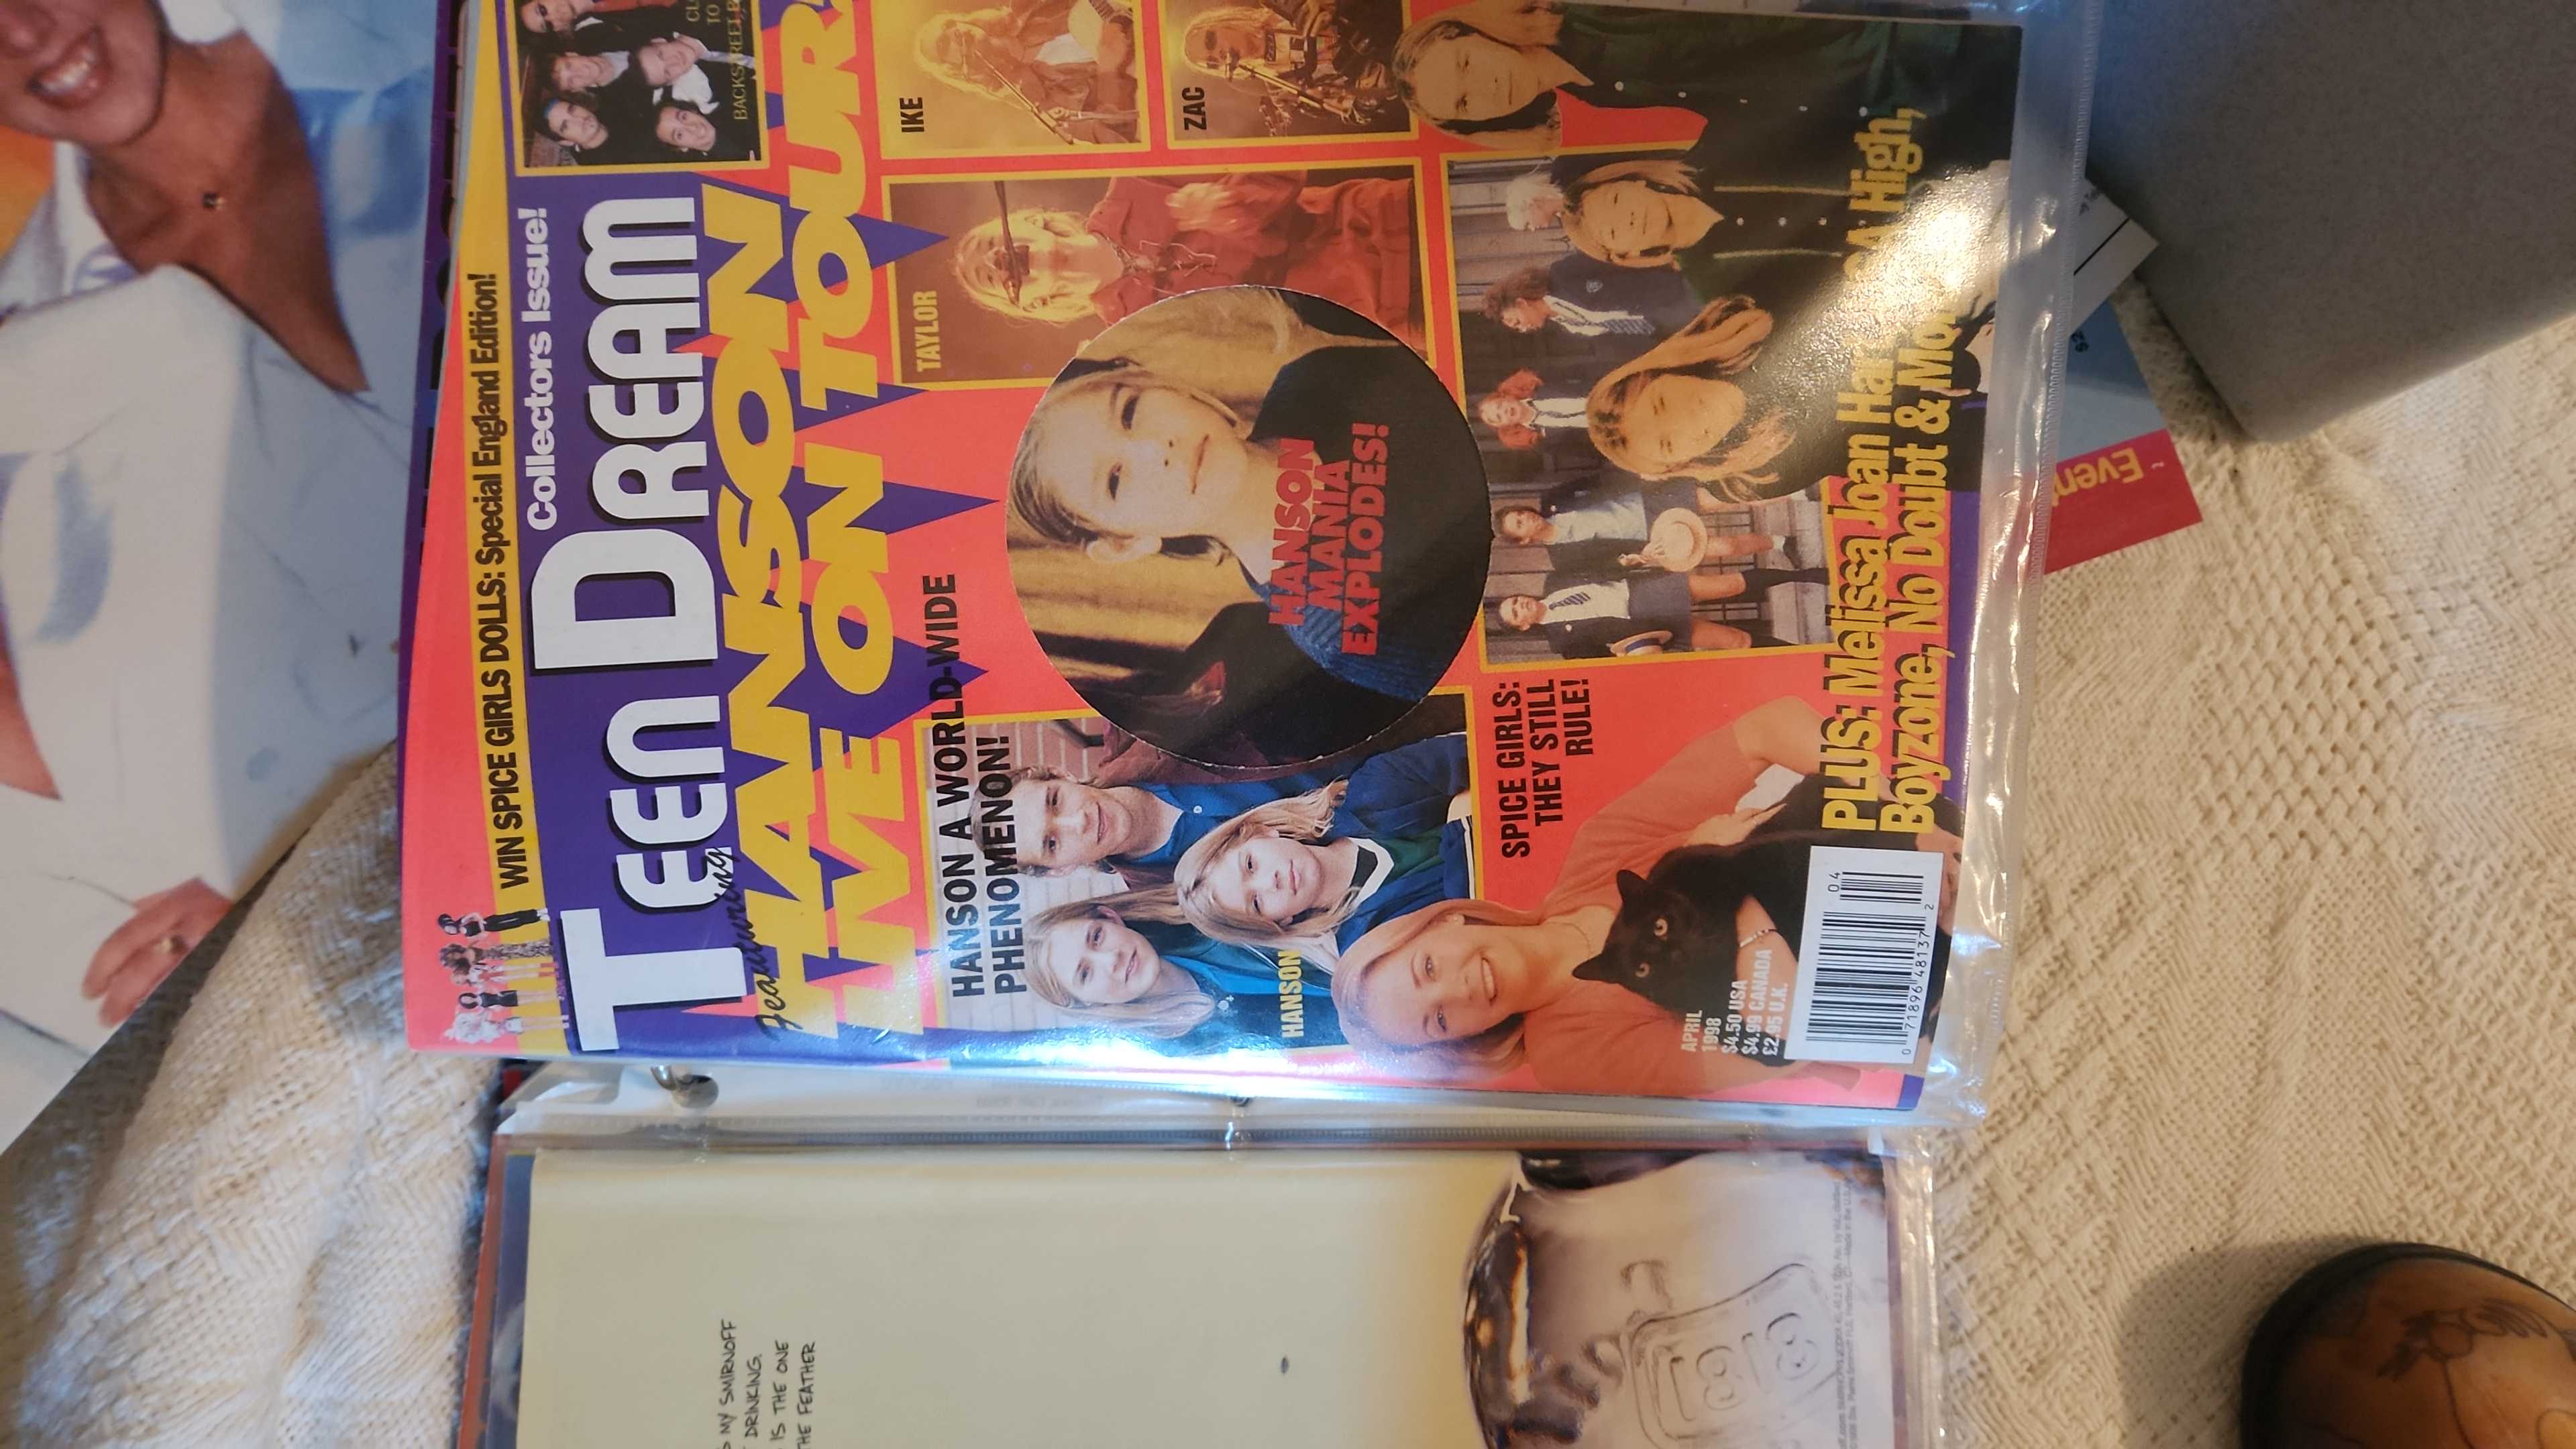 WIN SPICE GIRLS DOLLS: Special England Edition!
Collectors Issue!
TEEN DREAM
Featuring
HANSON
LIVE ON TOUR
BACKSTREET
TO
HANSON A WORLD-WIDE
PHENOMENON!
TAYLOR
IKE
ZAC
HANSON
MANIA
EXPLODES!
HANSON
SPICE GIRLS:
THEY STILL
RULE!
APRIL
1998
$4.50 USA
$4.99 CANADA
£2.95 U.K.
PLUS: Melissa Joan A High,
Boyzone, No Doubt &
04
0 71896 48137 2
MY SMIRNOFF
DRINKING.
IS THE ONE
THE FEATHER
Even